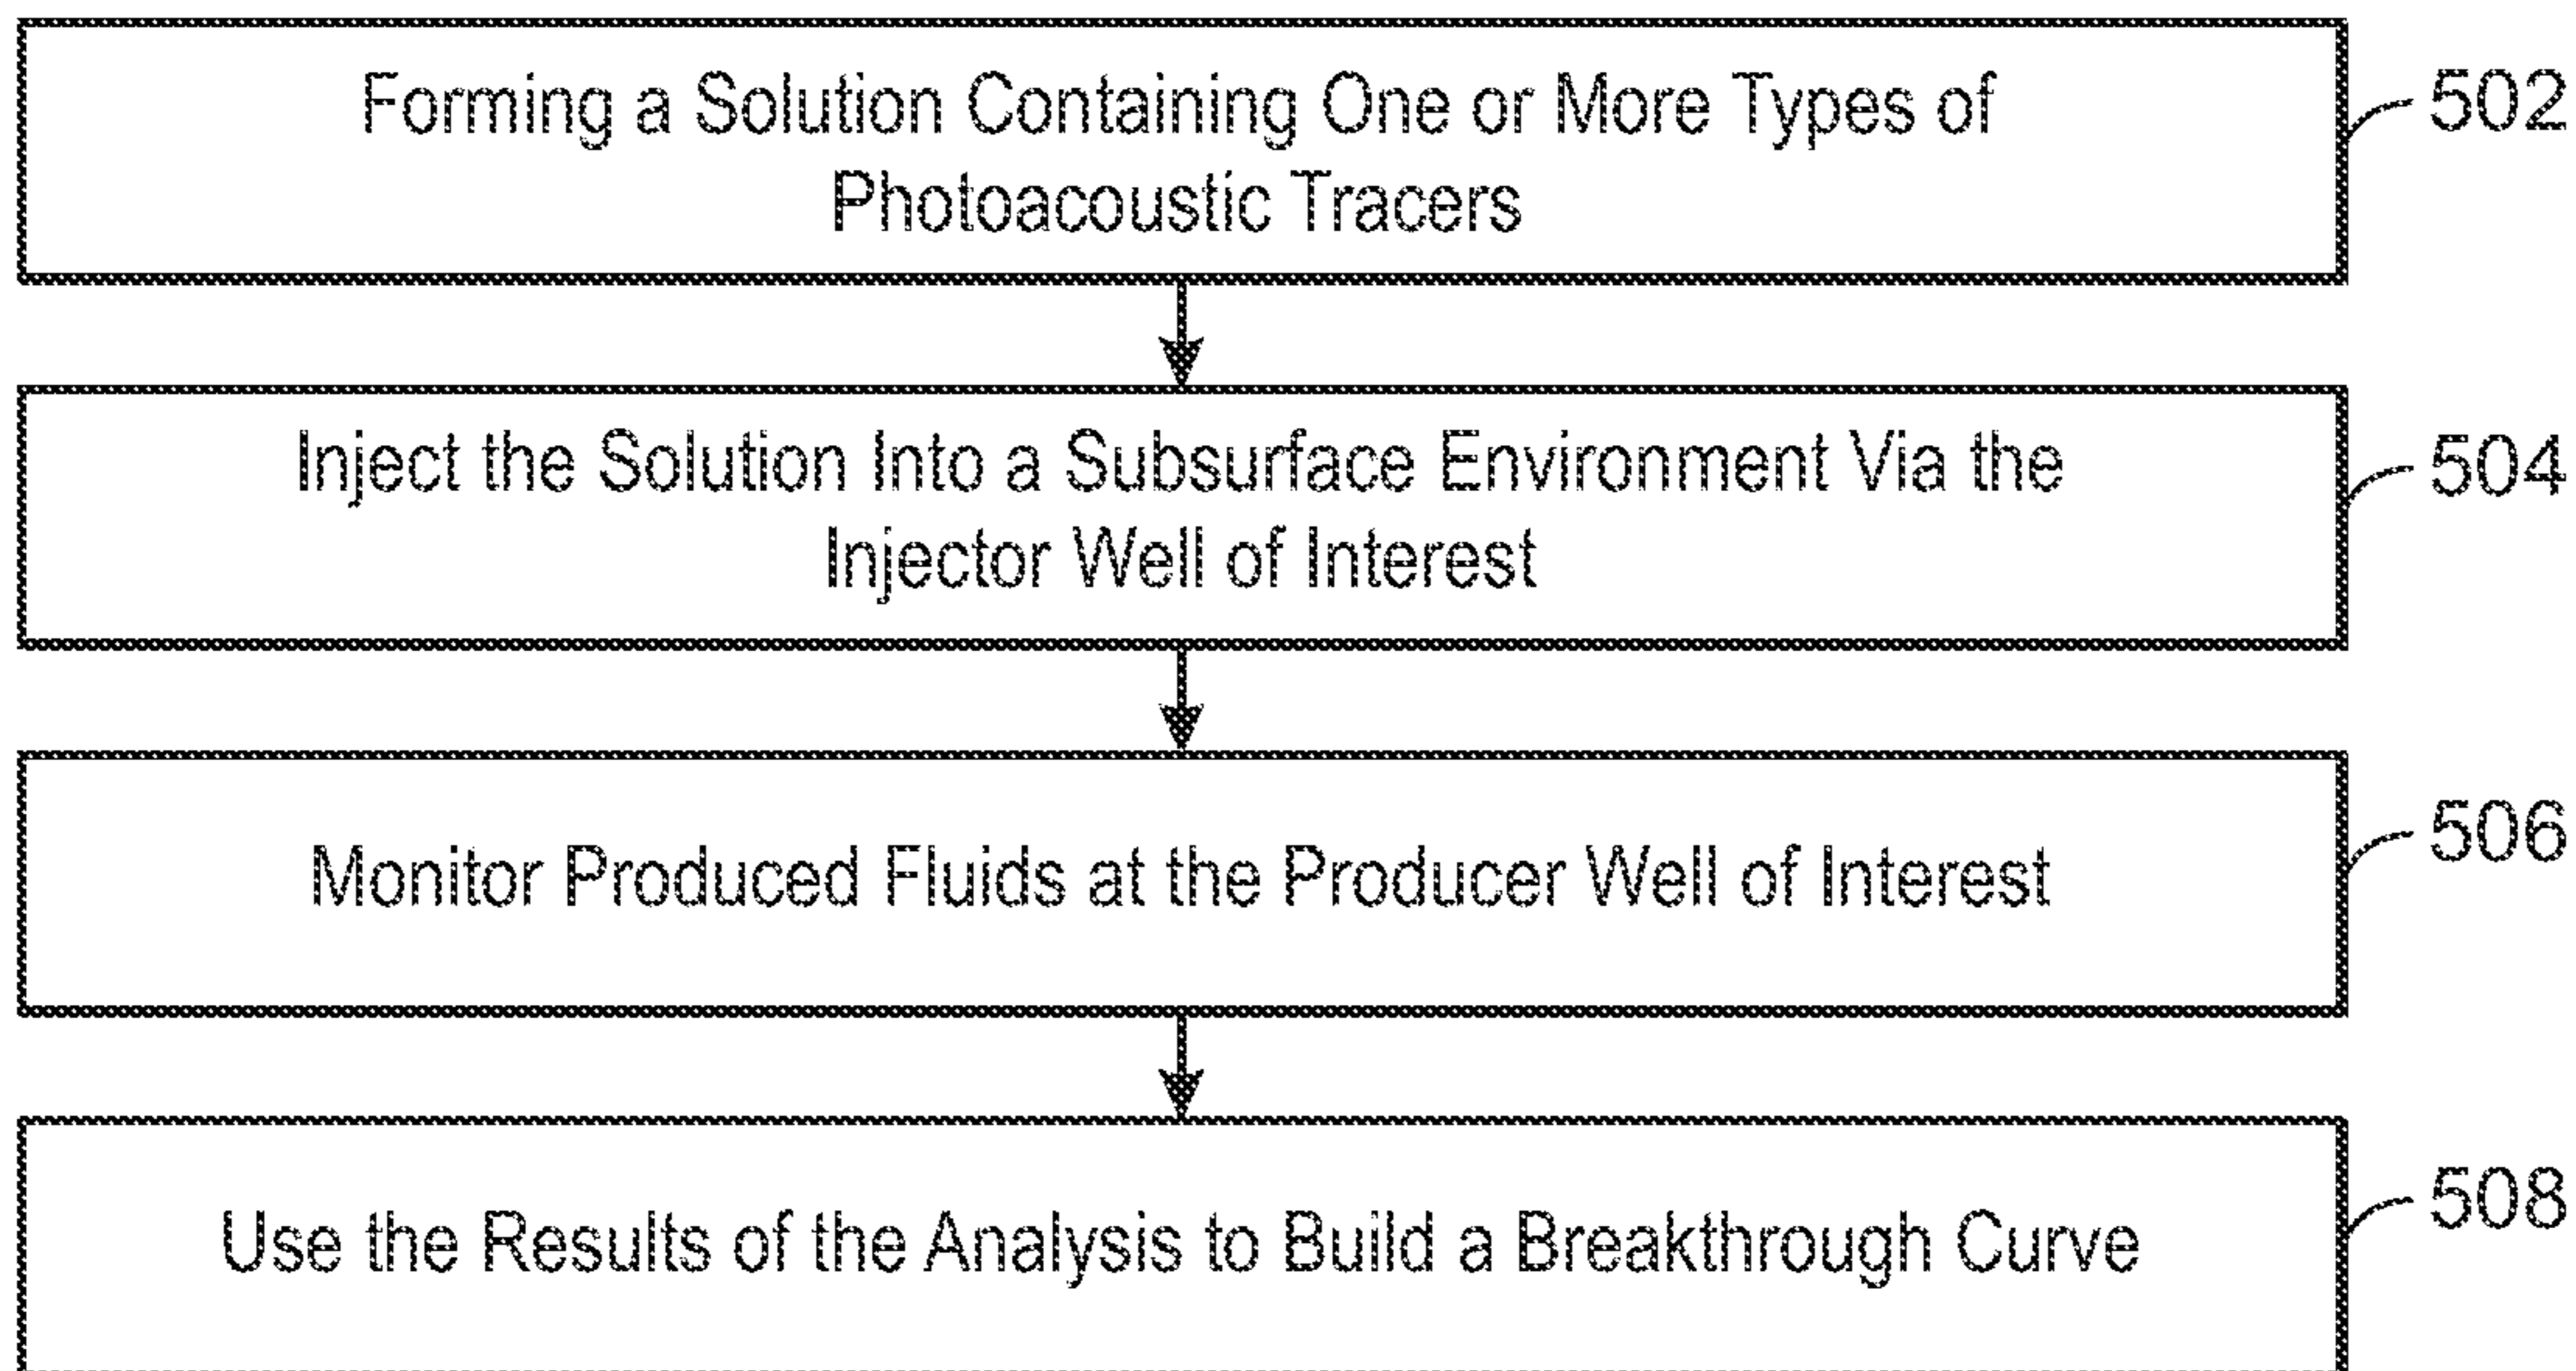 Forming a Solution Containing One or More Types of
Photoacoustic Tracers
502
Inject the Solution Into a Subsurface Environment Via the
Injector Well of Interest
504
Monitor Produced Fluids at the Producer Well of Interest
506
Use the Results of the Analysis to Build a Breakthrough Curve
508